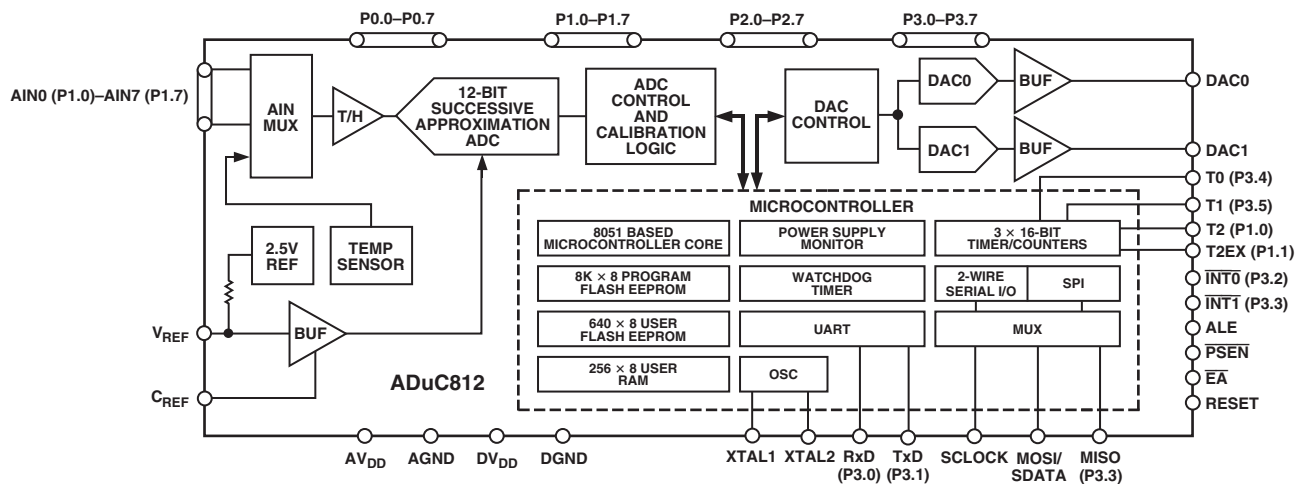 P0.0–P0.7
P1.0–P1.7
P2.0–P2.7
P3.0–P3.7
AIN0 (P1.0)–AIN7 (P1.7)
AIN
MUX
T/H
12-BIT
SUCCESSIVE
APPROXIMATION
ADC
ADC
CONTROL
AND
CALIBRATION
LOGIC
DAC
CONTROL
DAC0
BUF
DAC0
DAC1
BUF
DAC1
T0 (P3.4)
T1 (P3.5)
T2 (P1.0)
T2EX (P1.1)
INT0 (P3.2)
INT1 (P3.3)
ALE
PSEN
EA
RESET
2.5V
REF
TEMP
SENSOR
VREF
BUF
CREF
ADuC812
MICROCONTROLLER
8051 BASED
MICROCONTROLLER CORE
POWER SUPPLY
MONITOR
3 × 16-BIT
TIMER/COUNTERS
8K × 8 PROGRAM
FLASH EEPROM
WATCHDOG
TIMER
2-WIRE
SERIAL I/O
SPI
640 × 8 USER
FLASH EEPROM
UART
MUX
256 × 8 USER
RAM
OSC
AVDD
AGND
DVDD
DGND
XTAL1
XTAL2
RxD
(P3.0)
TxD
(P3.1)
SCLOCK
MOSI/
SDATA
MISO
(P3.3)